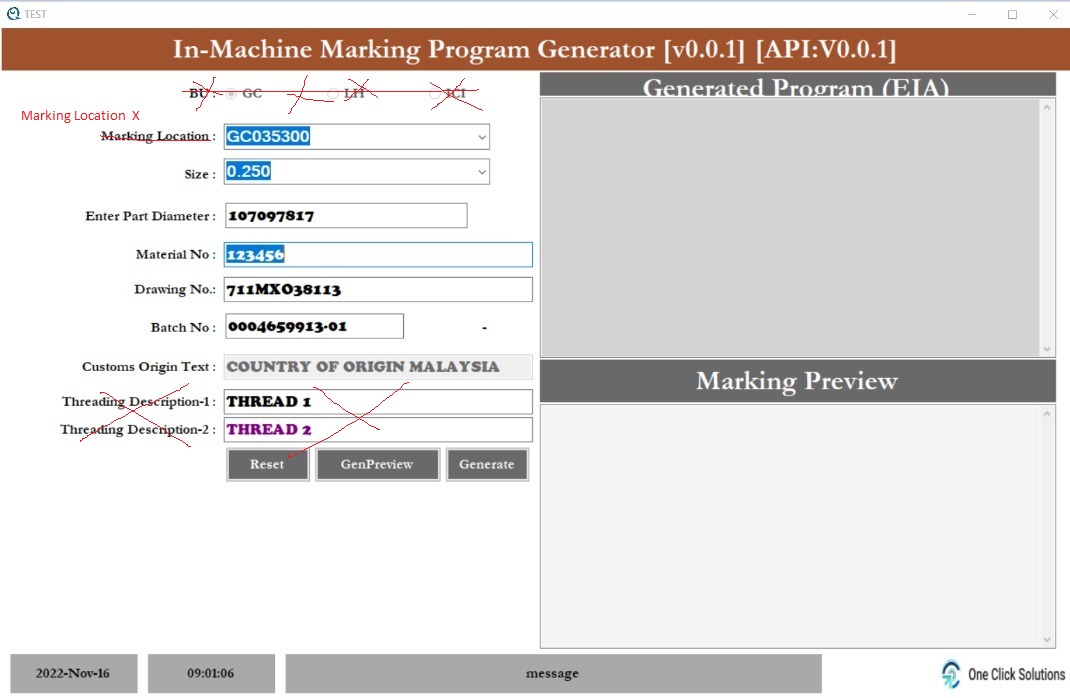 TEST
In-Machine Marking Program Generator [v0.0.1] [API:V0.0.1]
BU : GC LH ICI
Marking Location X
Marking Location : GC035300
Size : 0.250
Enter Part Diameter : 107097817
Material No : 123456
Drawing No.: 711MXO38113
Batch No : 0004659913-01 -
Customs Origin Text : COUNTRY OF ORIGIN MALAYSIA
Threading Description-1 : THREAD 1
Threading Description-2 : THREAD 2
Reset GenPreview Generate
Generated Program (EIA)
Marking Preview
2022-Nov-16 09:01:06 message
One Click Solutions